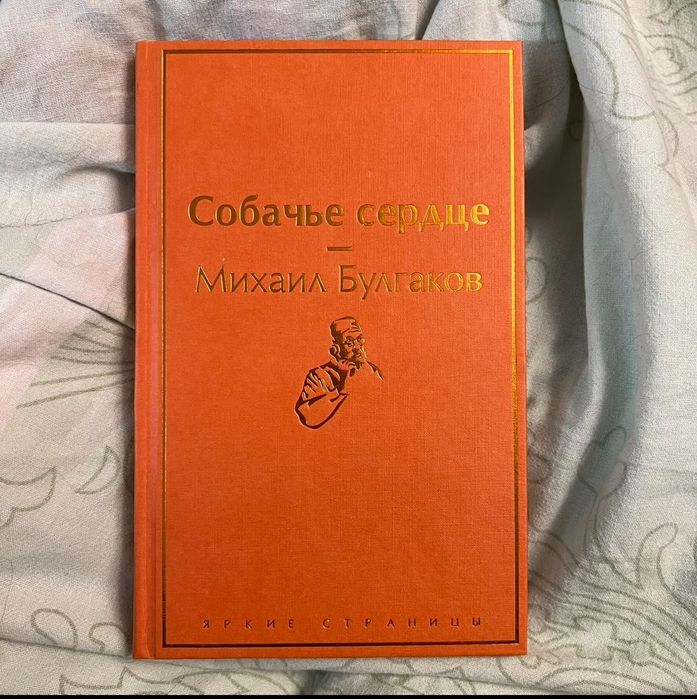 Собачье сердце
Михаил Булгаков
ЯРКИЕ СТРАНИЦЫ